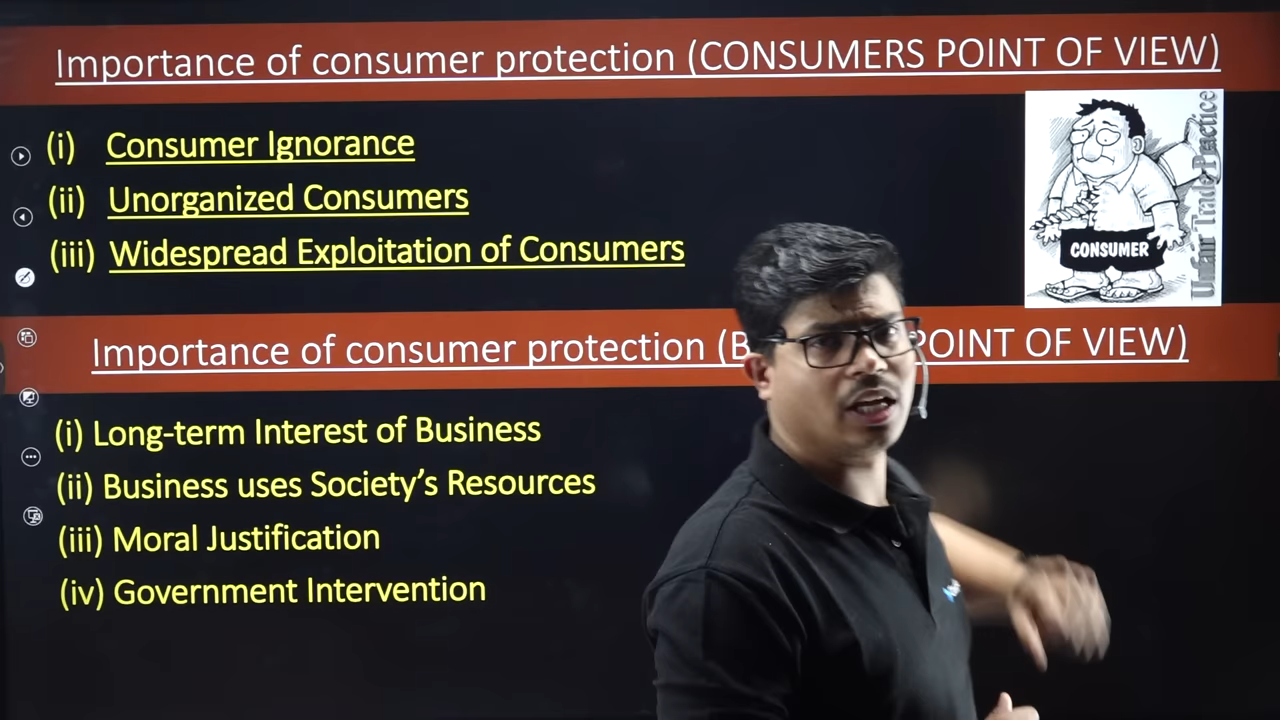 Importance of consumer protection (CONSUMERS POINT OF VIEW)
(i) Consumer Ignorance
(ii) Unorganized Consumers
(iii) Widespread Exploitation of Consumers
CONSUMER
Unfair Trade Practice
Importance of consumer protection (B POINT OF VIEW)
(i) Long-term Interest of Business
(ii) Business uses Society’s Resources
(iii) Moral Justification
(iv) Government Intervention